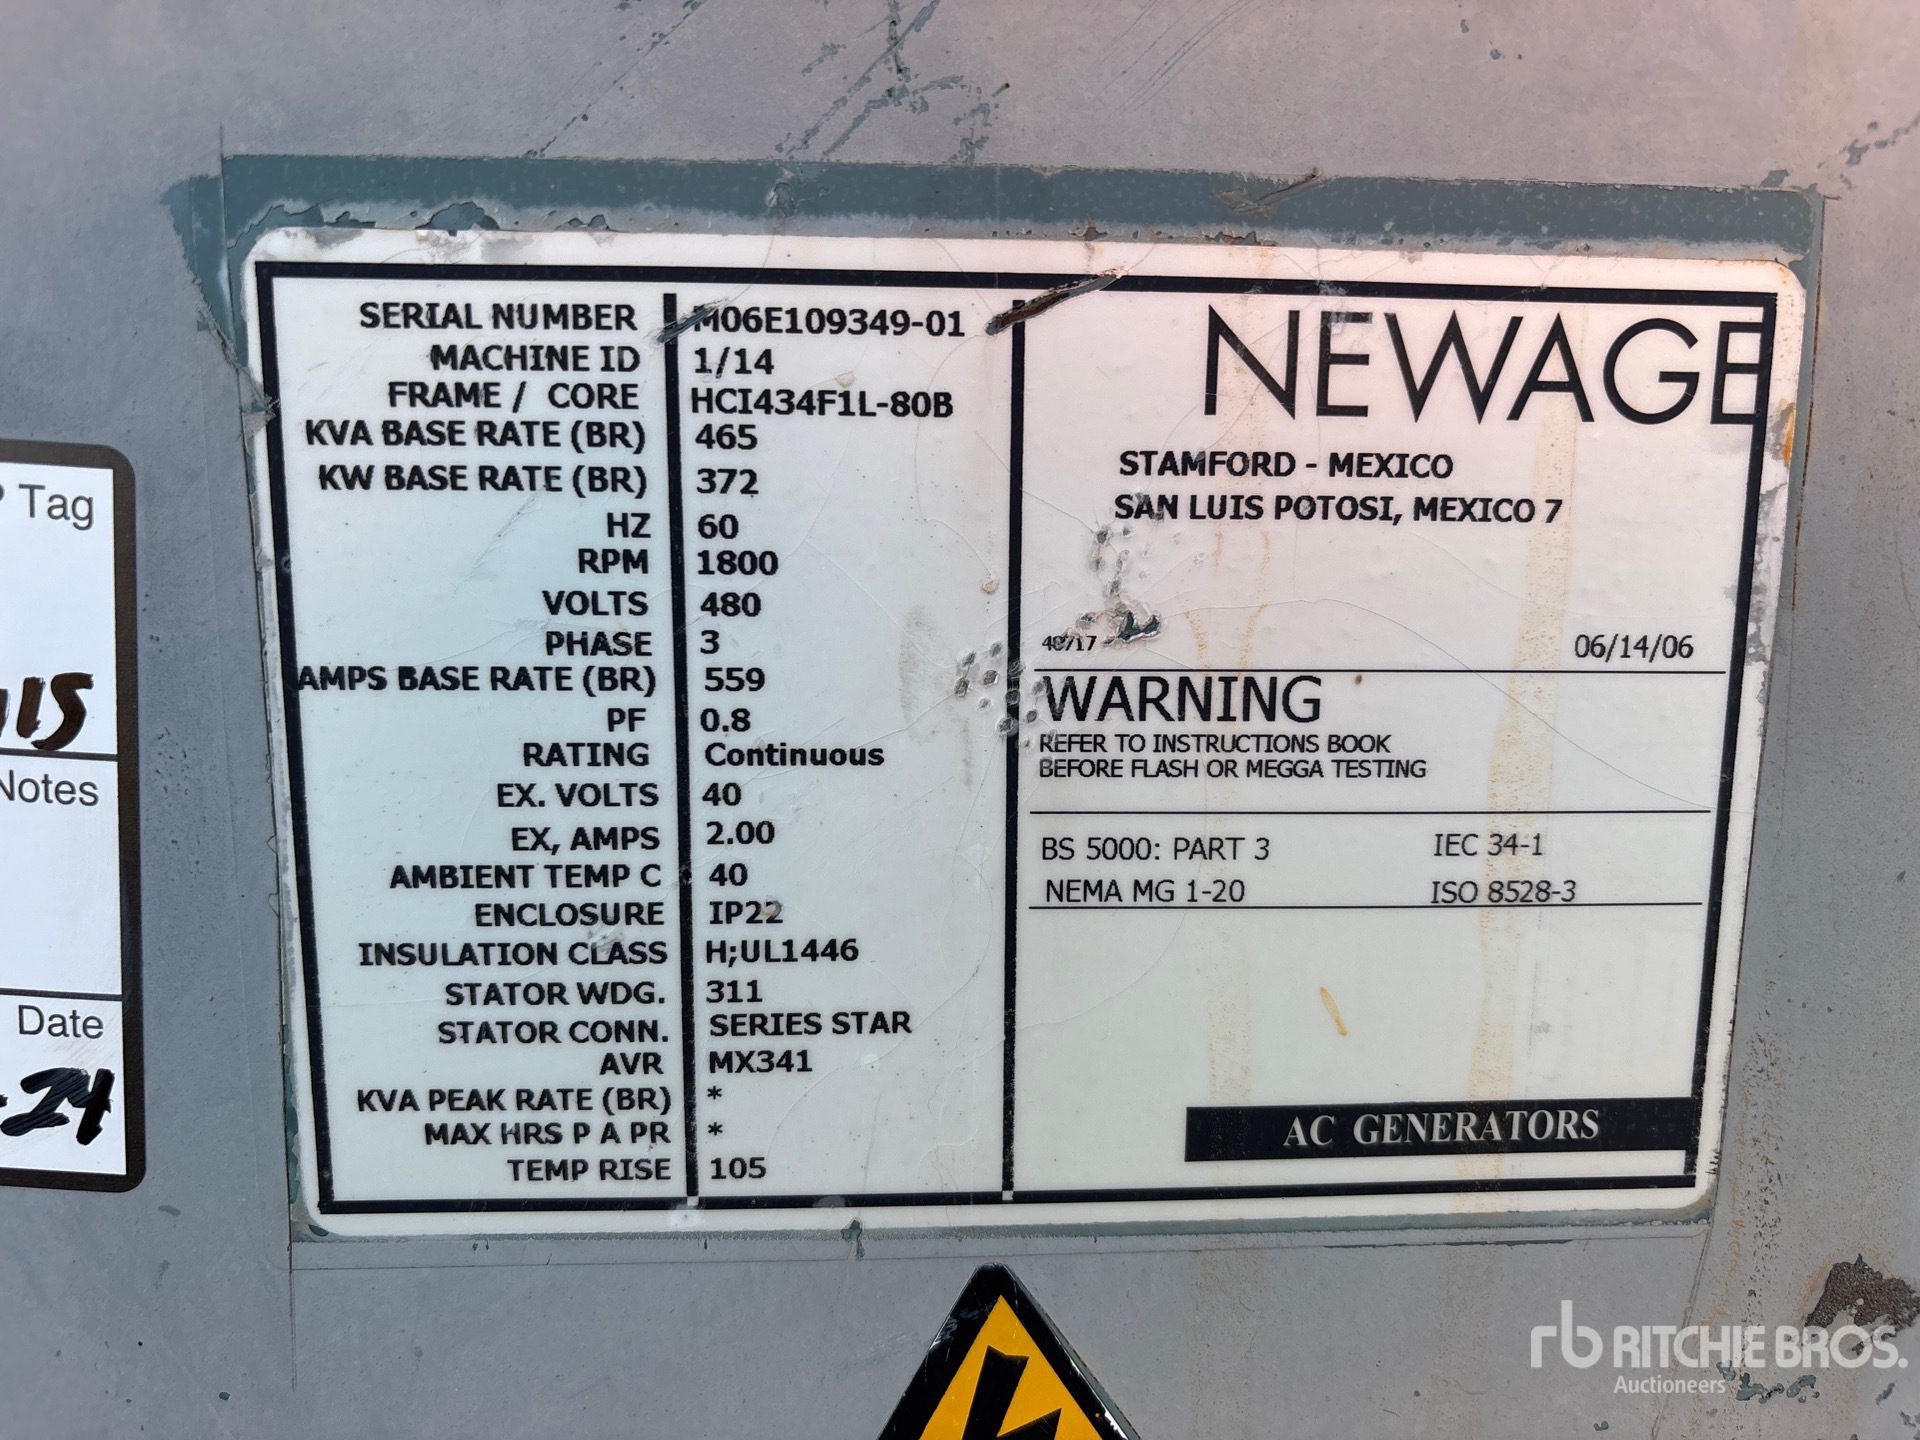 Tag
Notes
Date
-24
SERIAL NUMBER M06E109349-01
MACHINE ID 1/14
FRAME / CORE HCI434F1L-80B
KVA BASE RATE (BR) 465
KW BASE RATE (BR) 372
HZ 60
RPM 1800
VOLTS 480
PHASE 3
AMPS BASE RATE (BR) 559
PF 0.8
RATING Continuous
EX. VOLTS 40
EX, AMPS 2.00
AMBIENT TEMP C 40
ENCLOSURE IP22
INSULATION CLASS H;UL1446
STATOR WDG. 311
STATOR CONN. SERIES STAR
AVR MX341
KVA PEAK RATE (BR) *
MAX HRS P A PR *
TEMP RISE 105
NEWAGE
STAMFORD - MEXICO
SAN LUIS POTOSI, MEXICO 7
06/14/06
WARNING
REFER TO INSTRUCTIONS BOOK
BEFORE FLASH OR MEGGA TESTING
BS 5000: PART 3 IEC 34-1
NEMA MG 1-20 ISO 8528-3
AC GENERATORS
rb RITCHIE BROS.
Auctioneers